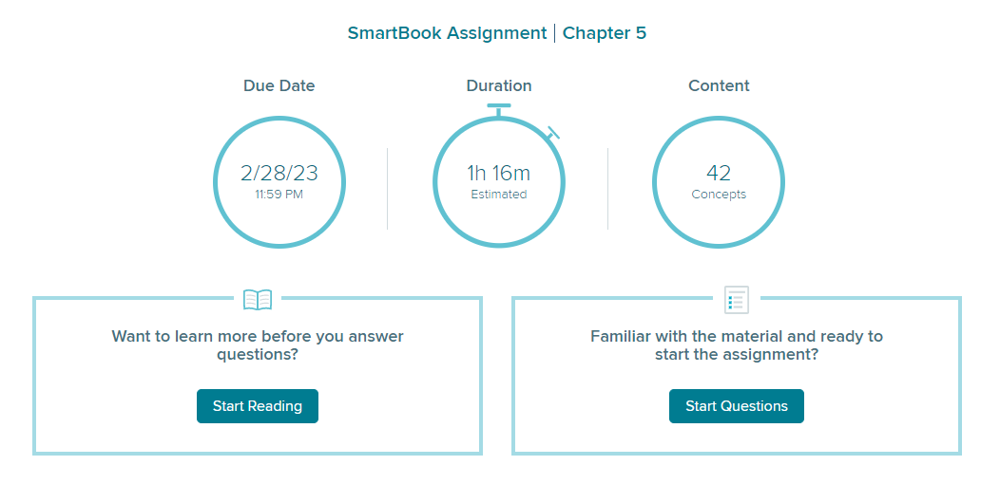 SmartBook Assignment | Chapter 5
Due Date
2/28/23
11:59 PM
Duration
1h 16m
Estimated
Content
42
Concepts
Want to learn more before you answer
questions?
Start Reading
Familiar with the material and ready to
start the assignment?
Start Questions